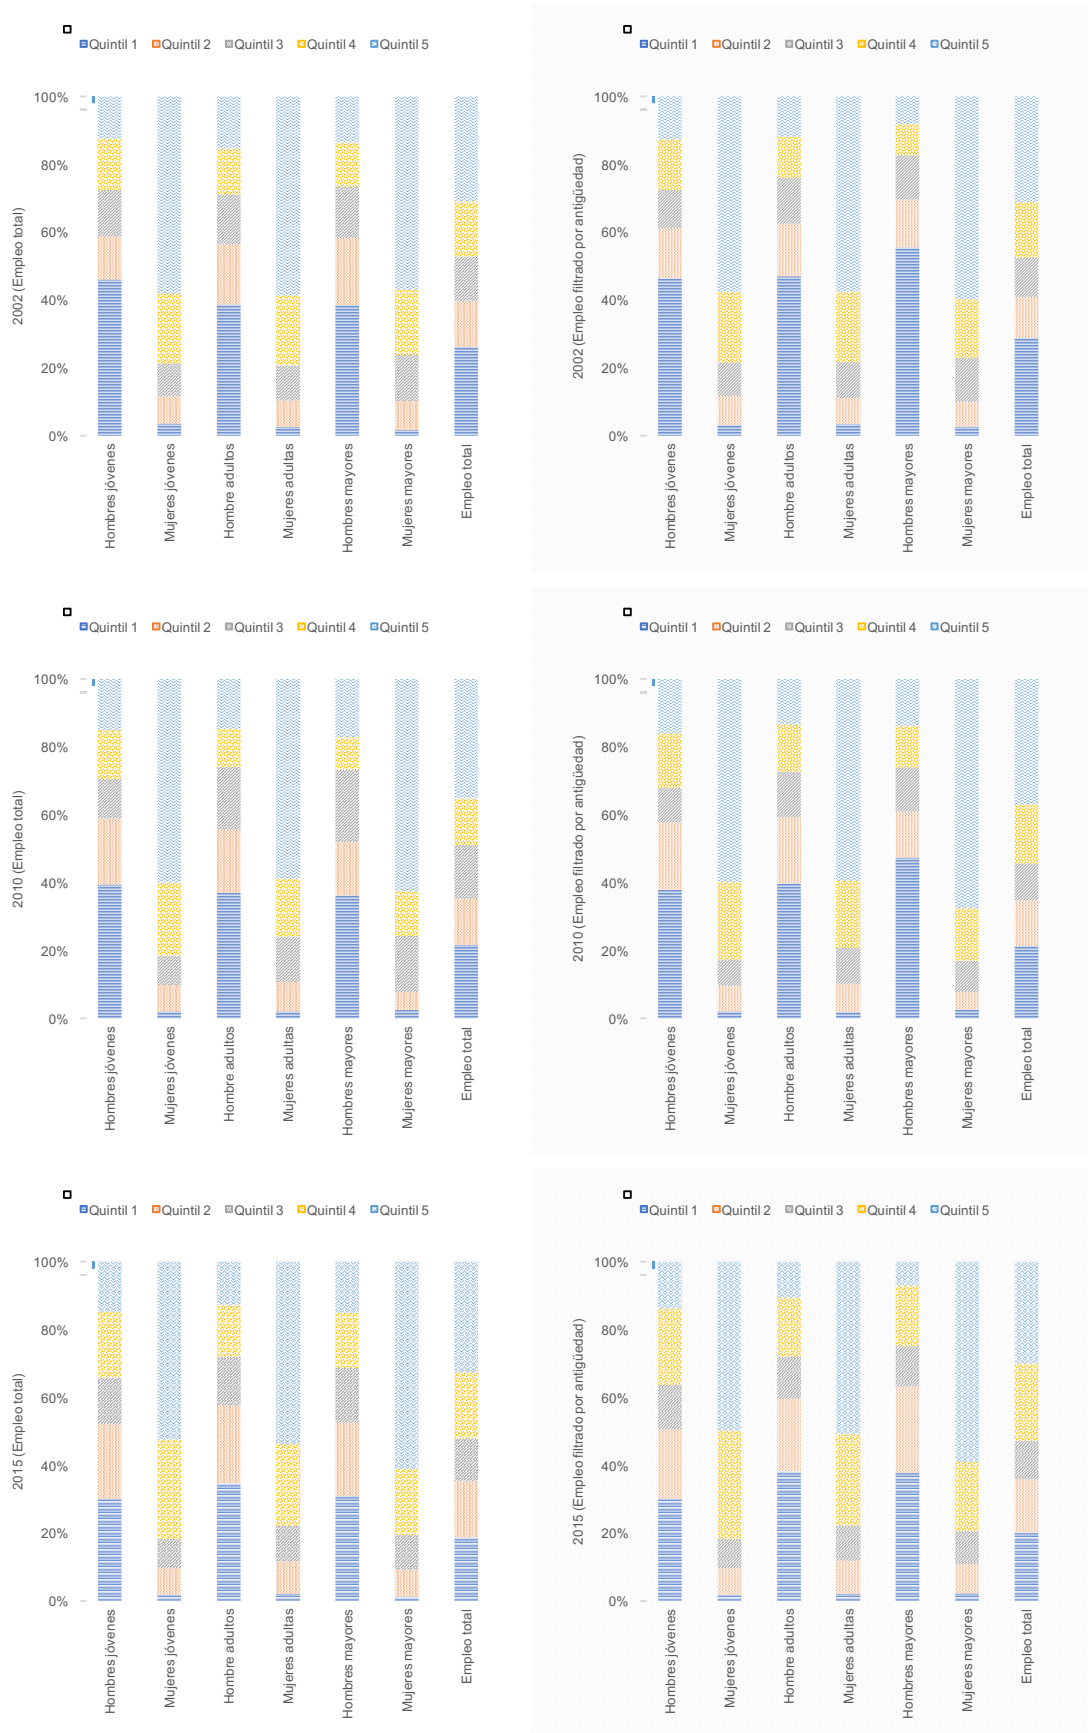 Quintil 1 Quintil 2 Quintil 3 Quintil 4 Quintil 5
2002 (Empleo total)
100%
80%
60%
40%
20%
0%
Hombres jóvenes
Mujeres jóvenes
Hombre adultos
Mujeres adultas
Hombres mayores
Mujeres mayores
Empleo total
Quintil 1 Quintil 2 Quintil 3 Quintil 4 Quintil 5
2002 (Empleo filtrado por antigüedad)
100%
80%
60%
40%
20%
0%
Hombres jóvenes
Mujeres jóvenes
Hombre adultos
Mujeres adultas
Hombres mayores
Mujeres mayores
Empleo total
Quintil 1 Quintil 2 Quintil 3 Quintil 4 Quintil 5
2010 (Empleo total)
100%
80%
60%
40%
20%
0%
Hombres jóvenes
Mujeres jóvenes
Hombre adultos
Mujeres adultas
Hombres mayores
Mujeres mayores
Empleo total
Quintil 1 Quintil 2 Quintil 3 Quintil 4 Quintil 5
2010 (Empleo filtrado por antigüedad)
100%
80%
60%
40%
20%
0%
Hombres jóvenes
Mujeres jóvenes
Hombre adultos
Mujeres adultas
Hombres mayores
Mujeres mayores
Empleo total
Quintil 1 Quintil 2 Quintil 3 Quintil 4 Quintil 5
2015 (Empleo total)
100%
80%
60%
40%
20%
0%
Hombres jóvenes
Mujeres jóvenes
Hombre adultos
Mujeres adultas
Hombres mayores
Mujeres mayores
Empleo total
Quintil 1 Quintil 2 Quintil 3 Quintil 4 Quintil 5
2015 (Empleo filtrado por antigüedad)
100%
80%
60%
40%
20%
0%
Hombres jóvenes
Mujeres jóvenes
Hombre adultos
Mujeres adultas
Hombres mayores
Mujeres mayores
Empleo total